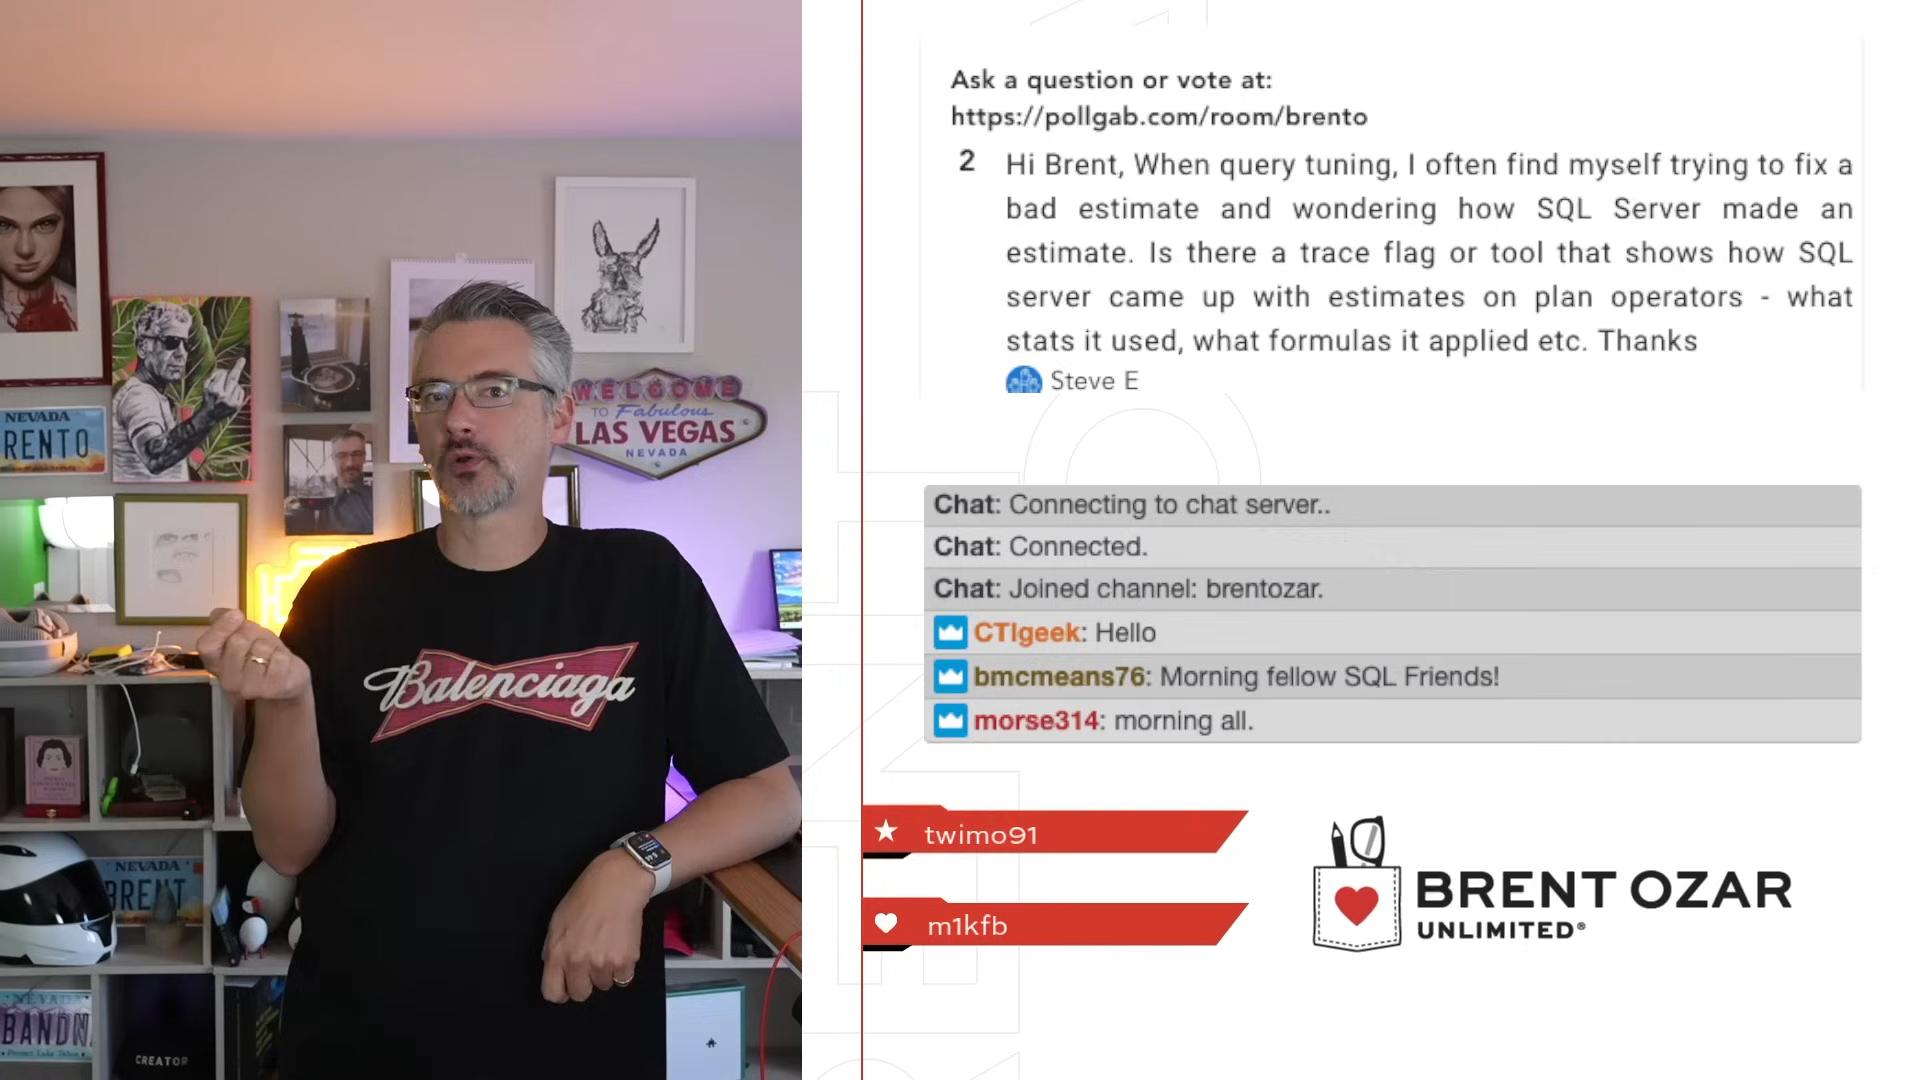 Ask a question or vote at:
https://pollgab.com/room/brento
2
Hi Brent, When query tuning, I often find myself trying to fix a
bad estimate and wondering how SQL Server made an
estimate. Is there a trace flag or tool that shows how SQL
server came up with estimates on plan operators - what
stats it used, what formulas it applied etc. Thanks
Steve E
Chat: Connecting to chat server..
Chat: Connected.
Chat: Joined channel: brentozar.
CTIgeek: Hello
bmcmeans76: Morning fellow SQL Friends!
morse314: morning all.
twimo91
m1kfb
BRENT OZAR
UNLIMITED®
WELCOME
TO Fabulous
LAS VEGAS
NEVADA
NEVADA
RENTO
Balenciaga
NEVADA
BRENT
NEVADA
BANDN
CREATOR